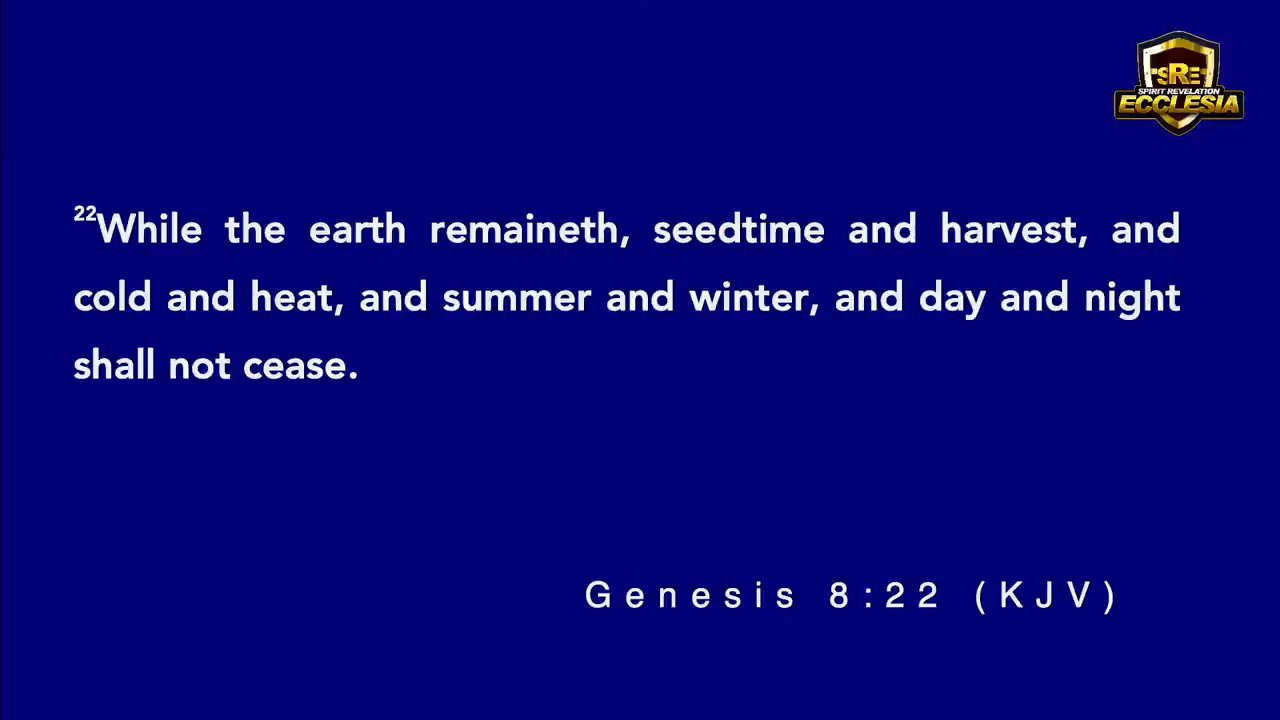 SRE
SPIRIT REVELATION
ECCLESIA
22While the earth remaineth, seedtime and harvest, and
cold and heat, and summer and winter, and day and night
shall not cease.
Genesis 8:22 (KJV)